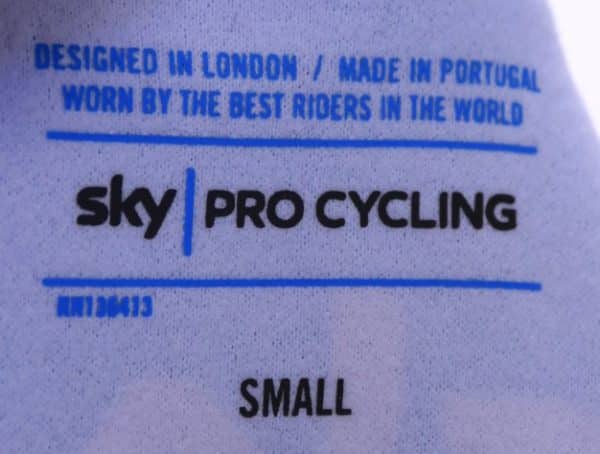 DESIGNED IN LONDON / MADE IN PORTUGAL
WORN BY THE BEST RIDERS IN THE WORLD
sky | PRO CYCLING
SMALL